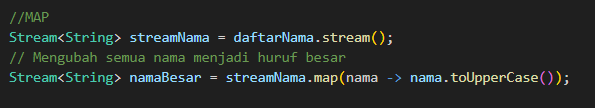 //MAP
Stream<String> streamNama = daftarNama.stream();
// Mengubah semua nama menjadi huruf besar
Stream<String> namaBesar = streamNama.map(nama -> nama.toUpperCase());